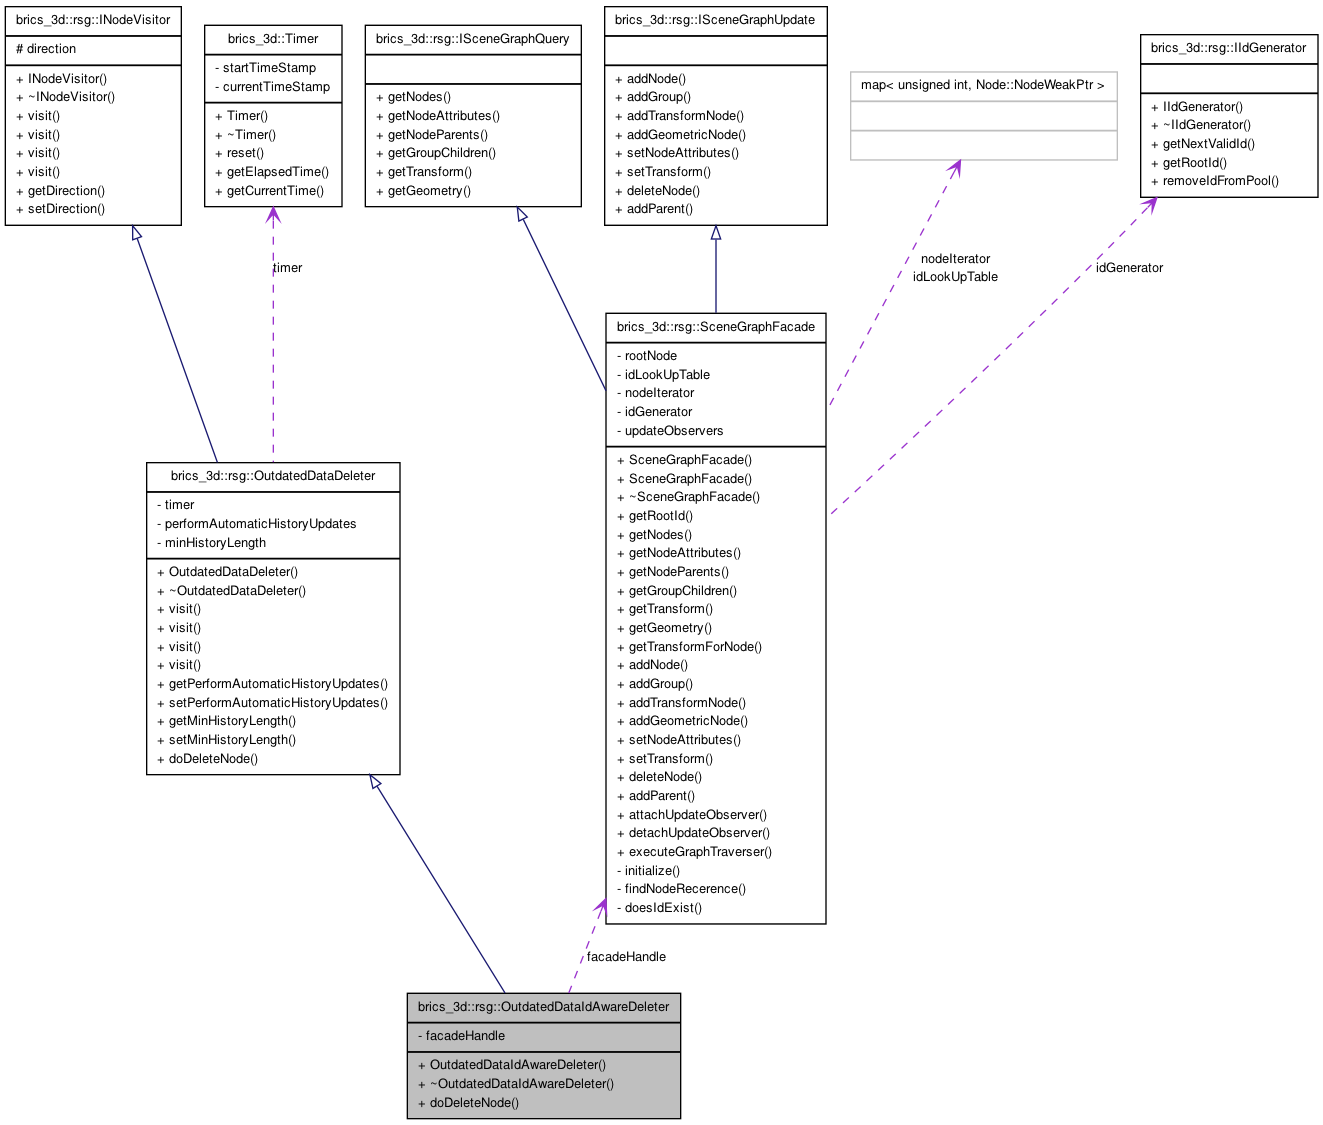 brics_3d::rsg::INodeVisitor
# direction
+ INodeVisitor()
+ ~INodeVisitor()
+ visit()
+ visit()
+ visit()
+ visit()
+ getDirection()
+ setDirection()
brics_3d::Timer
- startTimeStamp
- currentTimeStamp
+ Timer()
+ ~Timer()
+ reset()
+ getElapsedTime()
+ getCurrentTime()
brics_3d::rsg::ISceneGraphQuery
+ getNodes()
+ getNodeAttributes()
+ getNodeParents()
+ getGroupChildren()
+ getTransform()
+ getGeometry()
brics_3d::rsg::ISceneGraphUpdate
+ addNode()
+ addGroup()
+ addTransformNode()
+ addGeometricNode()
+ setNodeAttributes()
+ setTransform()
+ deleteNode()
+ addParent()
map< unsigned int, Node::NodeWeakPtr >
brics_3d::rsg::IIdGenerator
+ IIdGenerator()
+ ~IIdGenerator()
+ getNextValidId()
+ getRootId()
+ removeIdFromPool()
timer
nodeIterator
idLookUpTable
idGenerator
brics_3d::rsg::SceneGraphFacade
- rootNode
- idLookUpTable
- nodeIterator
- idGenerator
- updateObservers
+ SceneGraphFacade()
+ SceneGraphFacade()
+ ~SceneGraphFacade()
+ getRootId()
+ getNodes()
+ getNodeAttributes()
+ getNodeParents()
+ getGroupChildren()
+ getTransform()
+ getGeometry()
+ getTransformForNode()
+ addNode()
+ addGroup()
+ addTransformNode()
+ addGeometricNode()
+ setNodeAttributes()
+ setTransform()
+ deleteNode()
+ addParent()
+ attachUpdateObserver()
+ detachUpdateObserver()
+ executeGraphTraverser()
- initialize()
- findNodeRecerence()
- doesIdExist()
brics_3d::rsg::OutdatedDataDeleter
- timer
- performAutomaticHistoryUpdates
- minHistoryLength
+ OutdatedDataDeleter()
+ ~OutdatedDataDeleter()
+ visit()
+ visit()
+ visit()
+ visit()
+ getPerformAutomaticHistoryUpdates()
+ setPerformAutomaticHistoryUpdates()
+ getMinHistoryLength()
+ setMinHistoryLength()
+ doDeleteNode()
facadeHandle
brics_3d::rsg::OutdatedDataIdAwareDeleter
- facadeHandle
+ OutdatedDataIdAwareDeleter()
+ ~OutdatedDataIdAwareDeleter()
+ doDeleteNode()